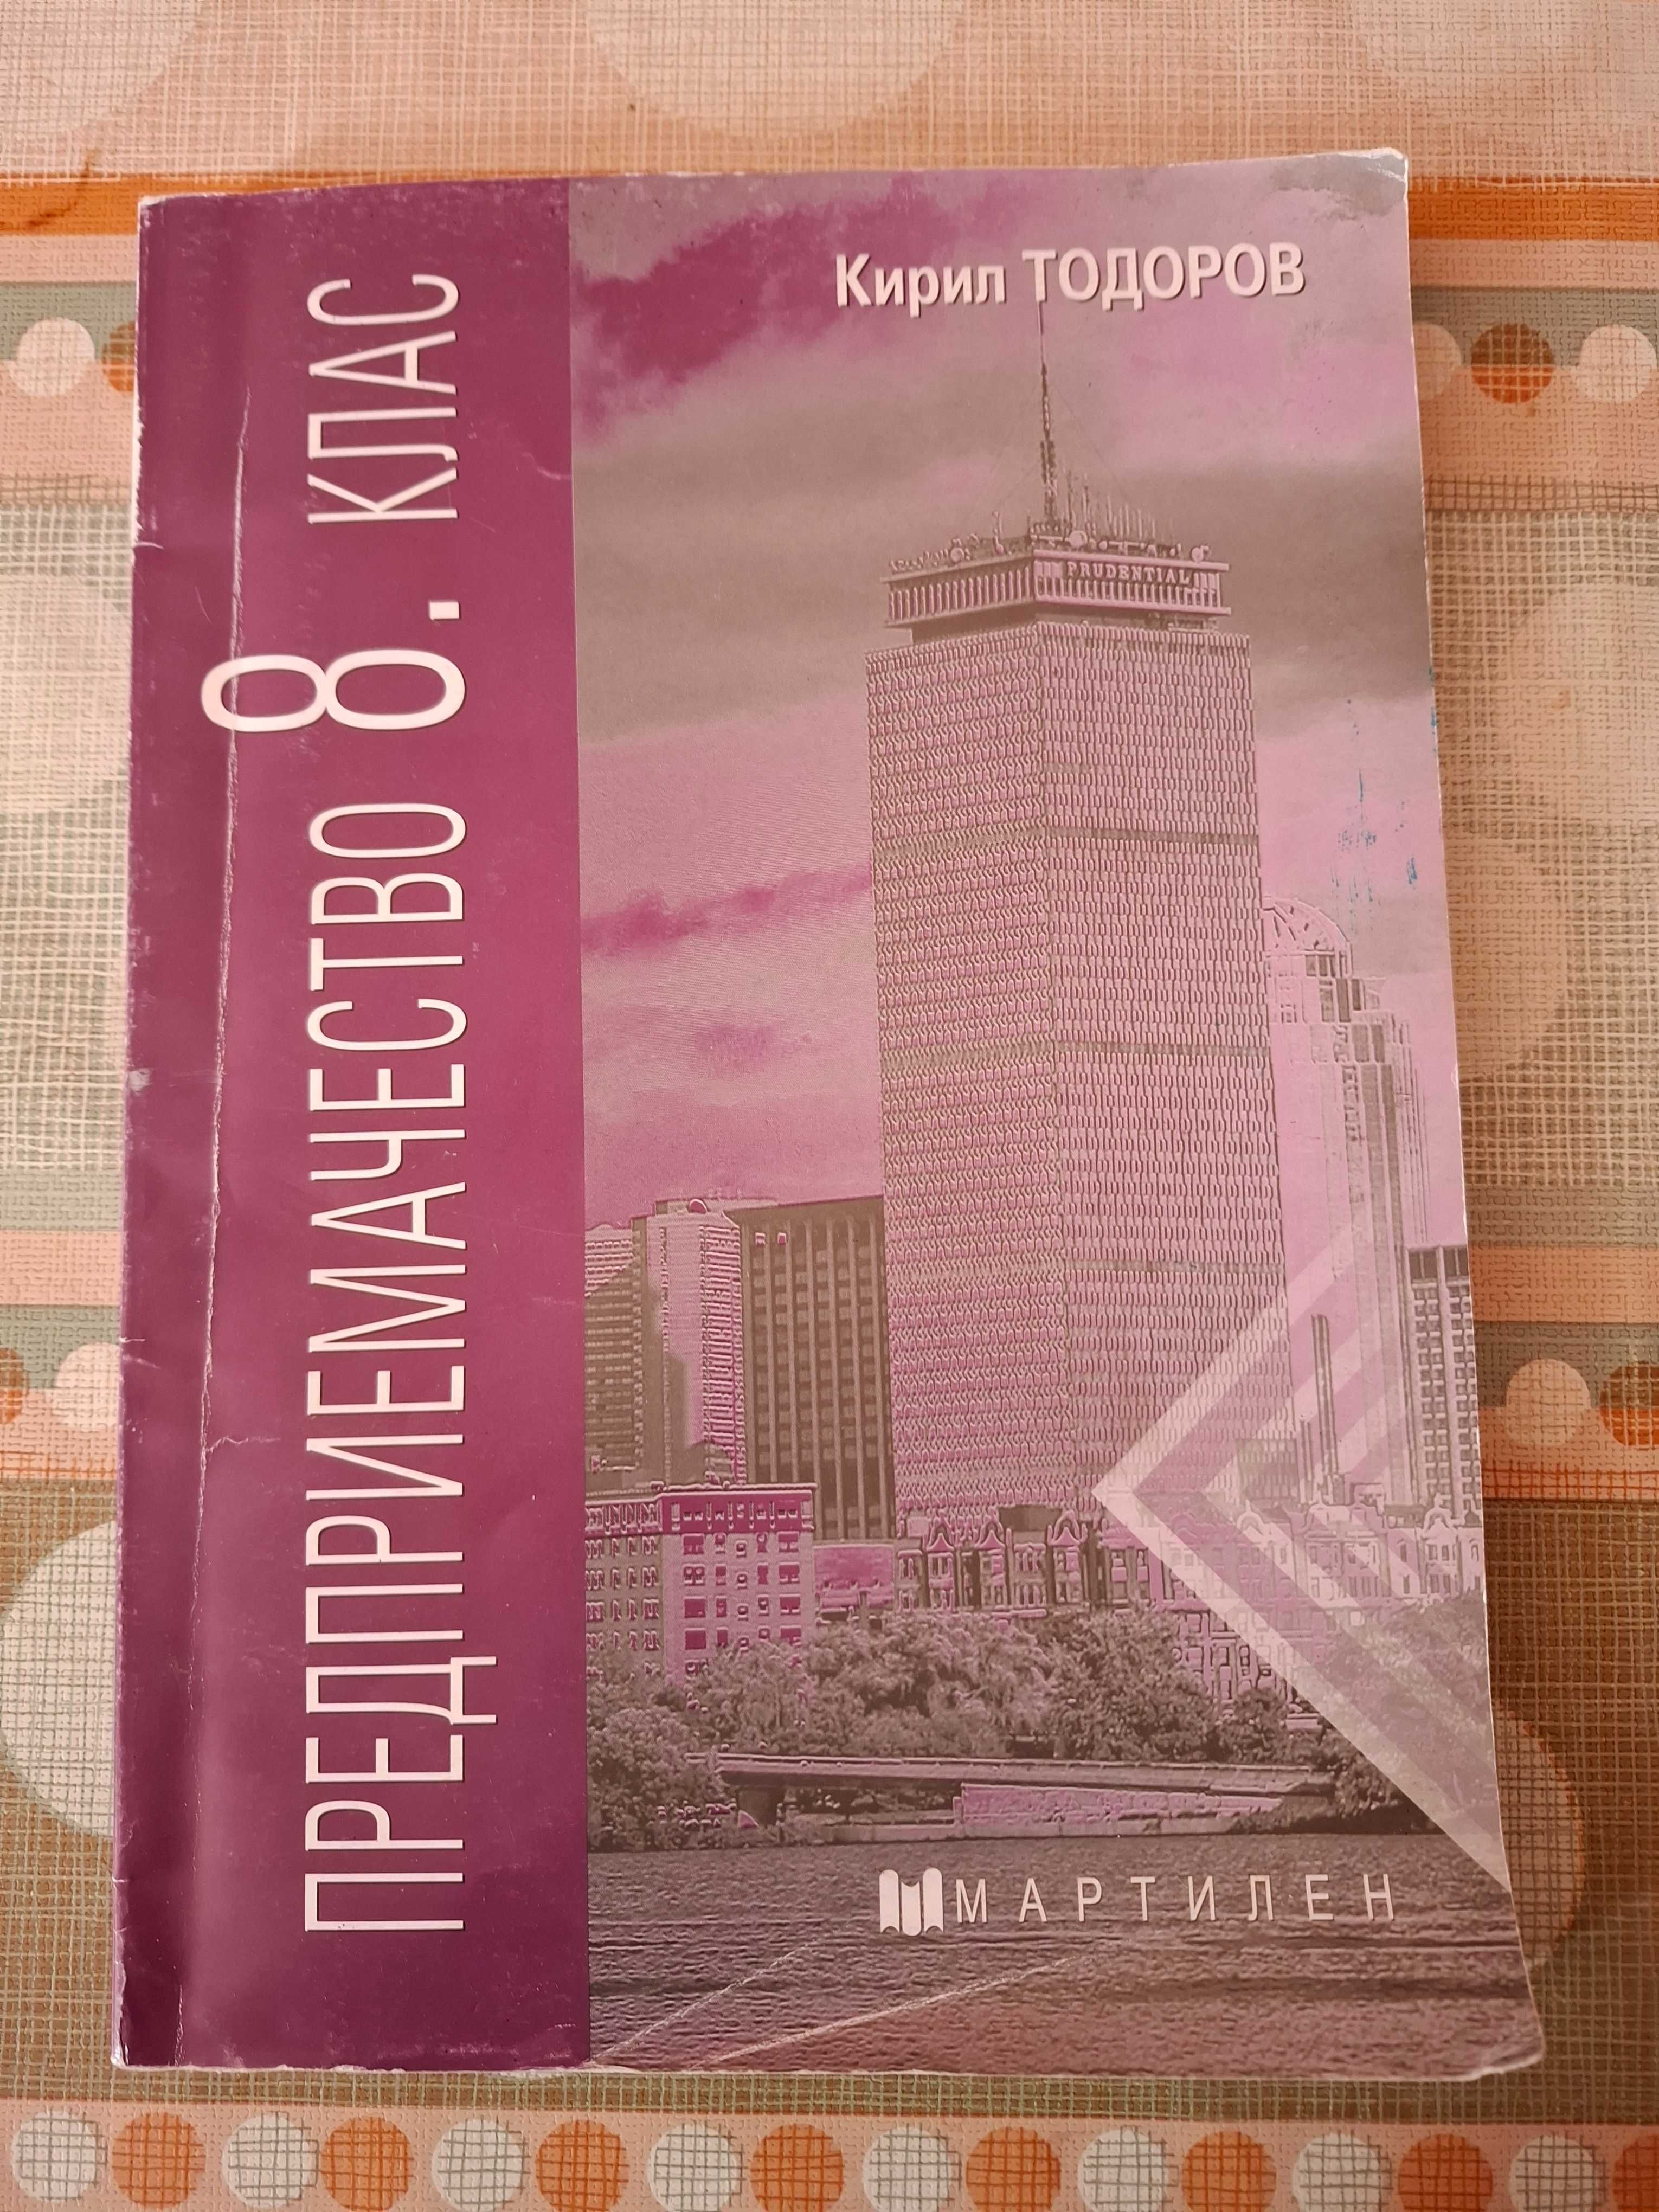 Кирил ТОДОРОВ
ПРЕДПРИЕМАЧЕСТВО 8. КЛАС
PRUDENTIAL
МАРТИЛЕН